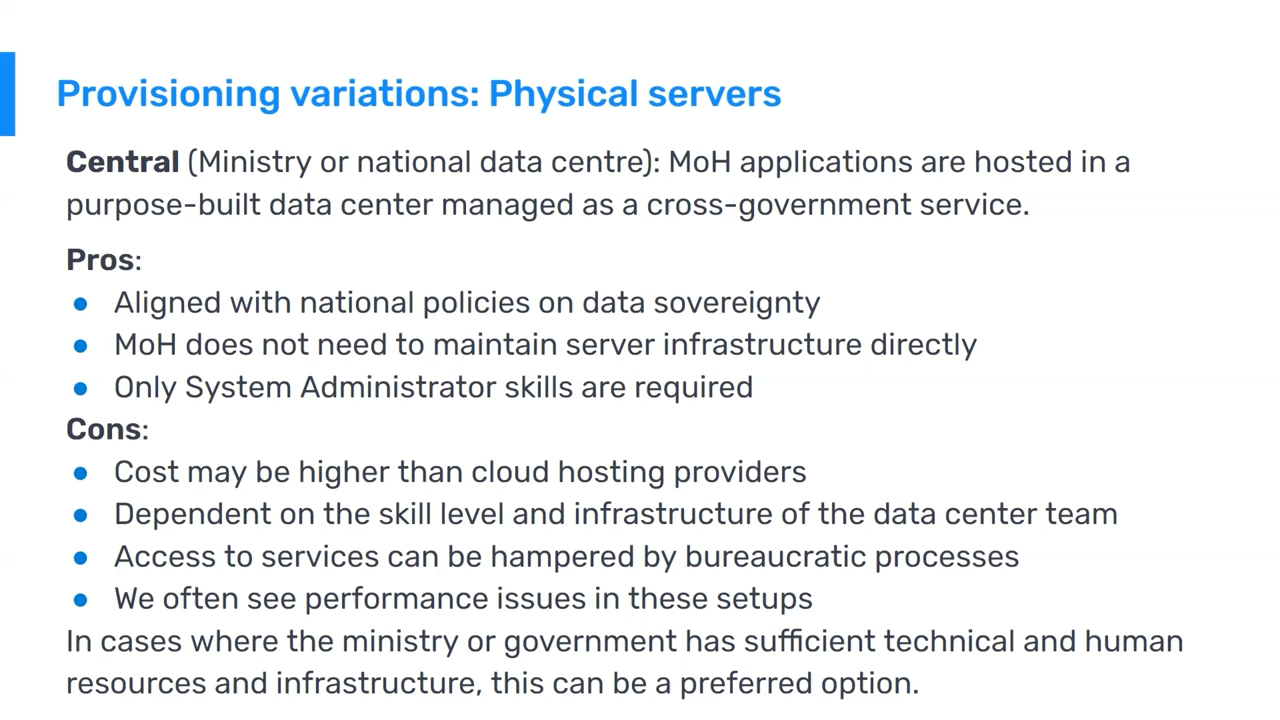 Provisioning variations: Physical servers
Central (Ministry or national data centre): MoH applications are hosted in a
purpose-built data center managed as a cross-government service.
Pros:
● Aligned with national policies on data sovereignty
● MoH does not need to maintain server infrastructure directly
● Only System Administrator skills are required
Cons:
● Cost may be higher than cloud hosting providers
● Dependent on the skill level and infrastructure of the data center team
● Access to services can be hampered by bureaucratic processes
● We often see performance issues in these setups
In cases where the ministry or government has sufficient technical and human
resources and infrastructure, this can be a preferred option.